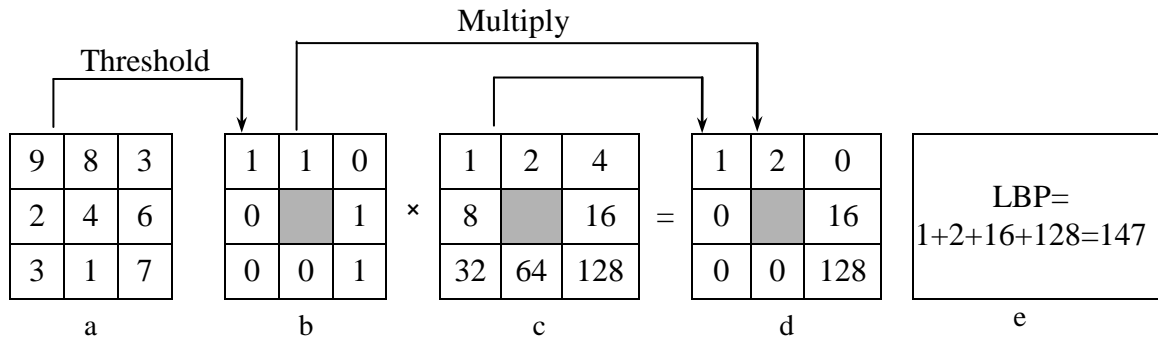 Multiply
Threshold
9 8 3 1 1 0 1 2 4 1 2 0
2 4 6 0 1 × 8 16 = 0 16
3 1 7 0 0 1 32 64 128 0 0 128
LBP=
1+2+16+128=147
a b c d e